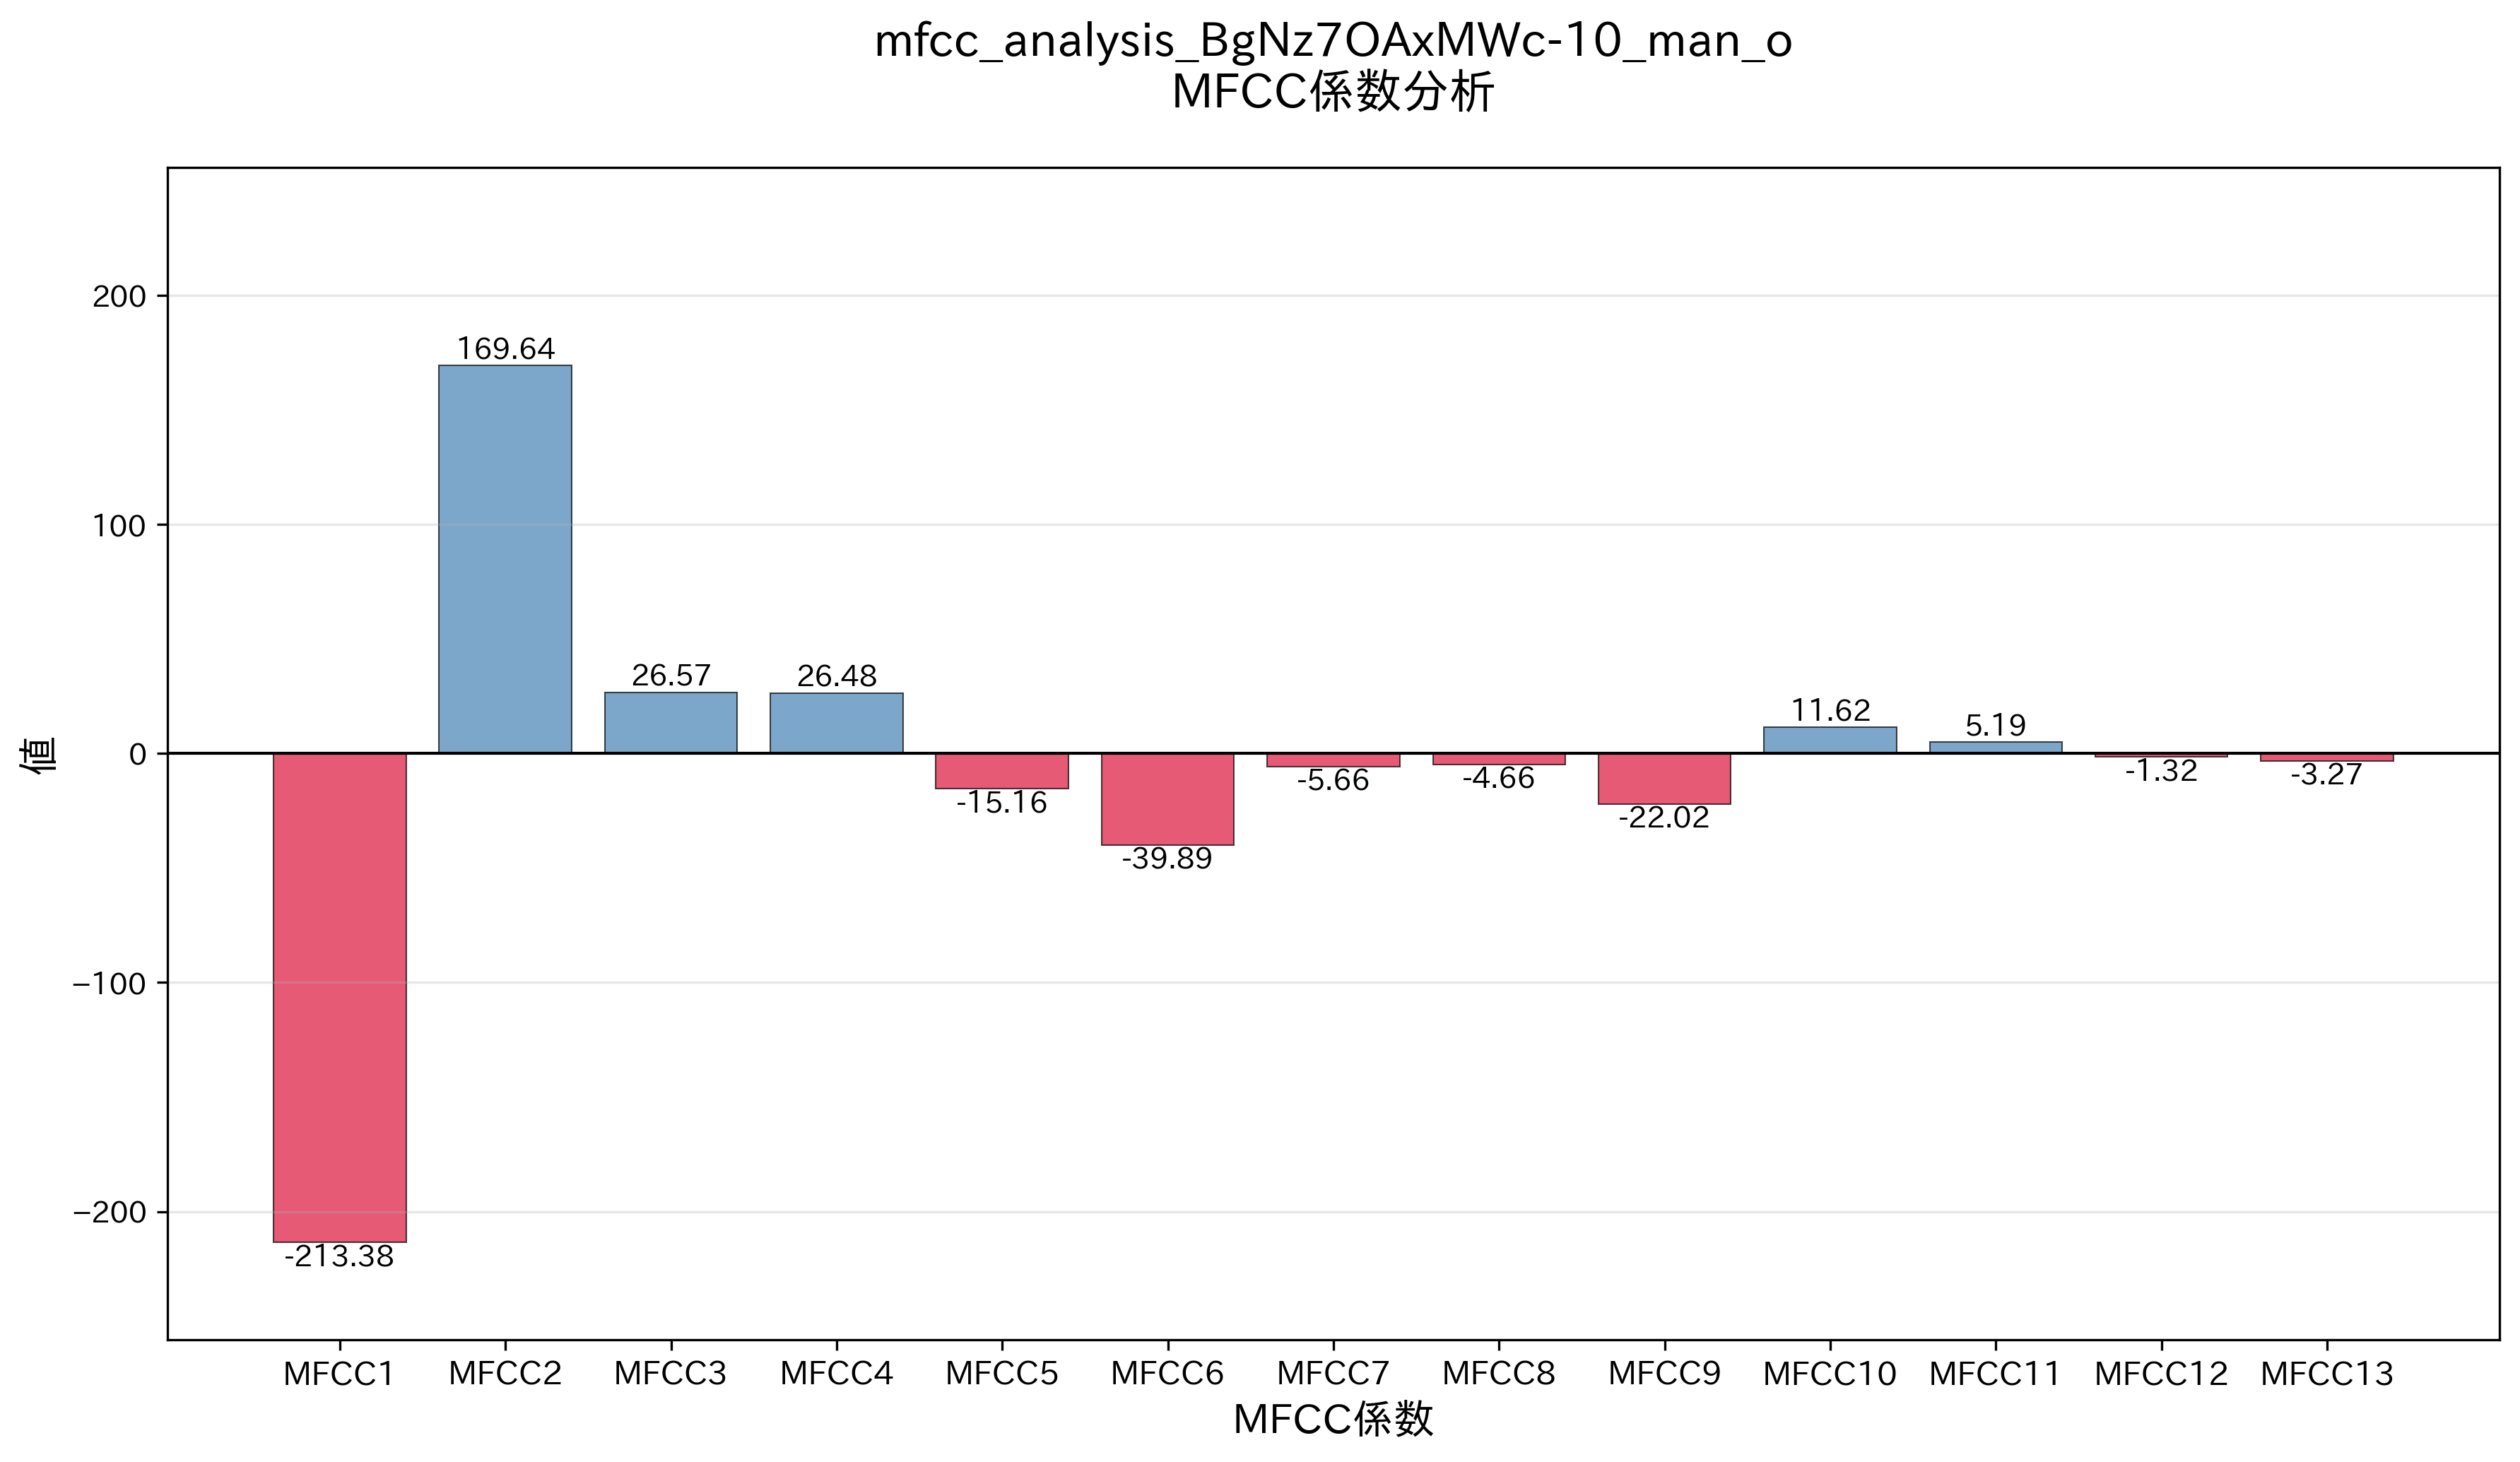 mfcc_analysis_BgNz7OAxMWc-10_man_o
MFCC係数分析
200
169.64
100
26.57
26.48
11.62
5.19
値
0
-1.32
-3.27
-5.66
-4.66
-15.16
-22.02
-39.89
−100
−200
-213.38
MFCC1
MFCC2
MFCC3
MFCC4
MFCC5
MFCC6
MFCC7
MFCC8
MFCC9
MFCC10
MFCC11
MFCC12
MFCC13
MFCC係数